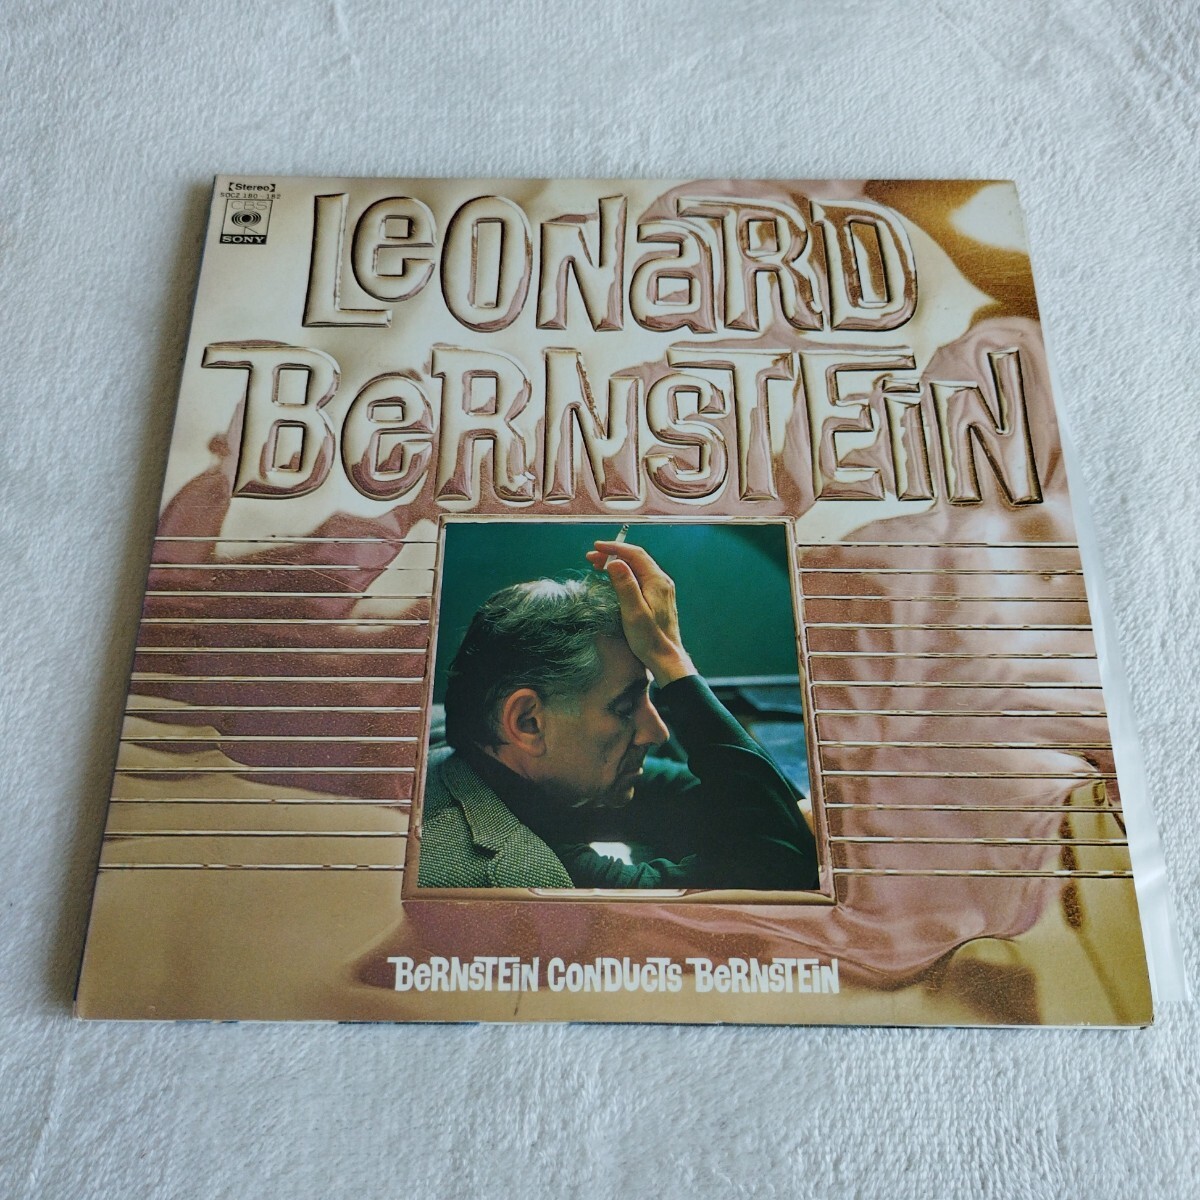 【Stereo】
SOCZ 180-182
CBS
SONY
LEONARD
BERNSTEIN
BERNSTEIN CONDUCTS BERNSTEIN